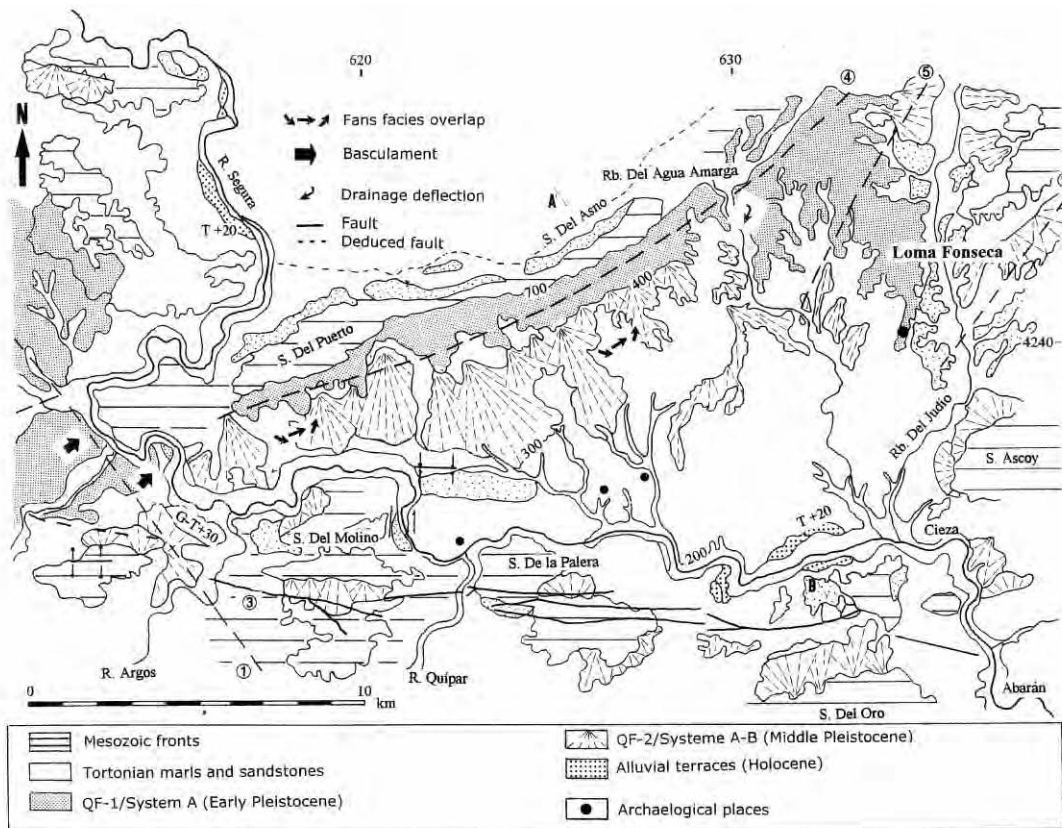 620
630
④
⑤
N
Fans facies overlap
Basculament
Drainage deflection
Fault
Deduced fault
R. Segura
T +20
Rb. Del Agua Amarga
A
S. Del Asno
Loma Fonseca
700
400
S. Del Puerto
4240
300
Rb. Del Judio
S. Ascoy
G-T+30
S. Del Molino
T +20
Cieza
200
S. De la Palera
B
③
R. Argos
①
R. Quípar
Abarán
S. Del Oro
0
10
km
Mesozoic fronts
Tortonian marls and sandstones
QF-1/System A (Early Pleistocene)
QF-2/Systeme A-B (Middle Pleistocene)
Alluvial terraces (Holocene)
Archaelogical places